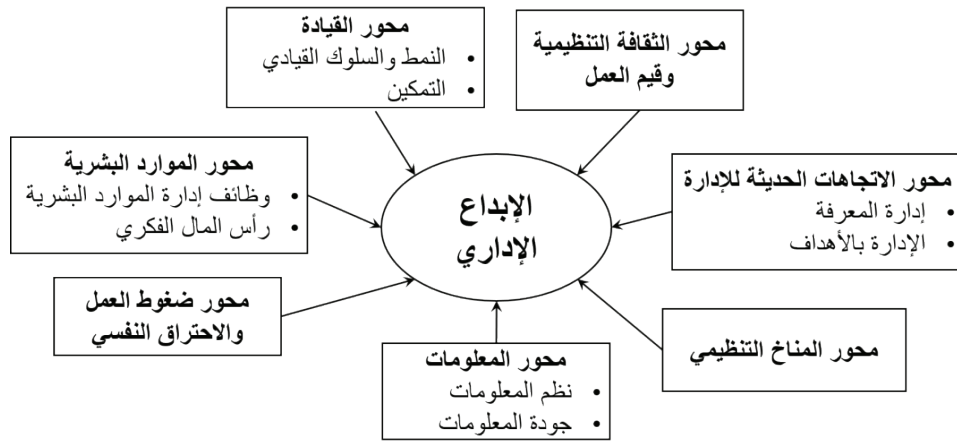 محور القيادة
• النمط والسلوك القيادي
• التمكين
محور الثقافة التنظيمية
وقيم العمل
محور الموارد البشرية
• وظائف إدارة الموارد البشرية
• رأس المال الفكري
الإبداع
الإداري
محور الاتجاهات الحديثة للإدارة
• إدارة المعرفة
• الإدارة بالأهداف
محور ضغوط العمل
والاحتراق النفسي
محور المعلومات
• نظم المعلومات
• جودة المعلومات
محور المناخ التنظيمي